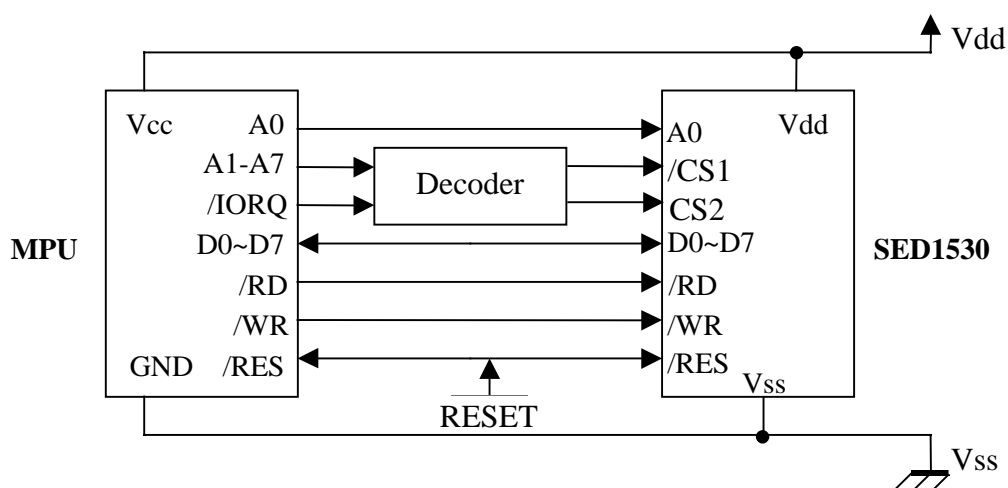 Vdd
Vcc A0 A0 Vdd
A1-A7 Decoder /CS1
/IORQ CS2
MPU D0~D7 D0~D7 SED1530
/RD /RD
/WR /WR
GND /RES /RES
Vss
RESET
Vss